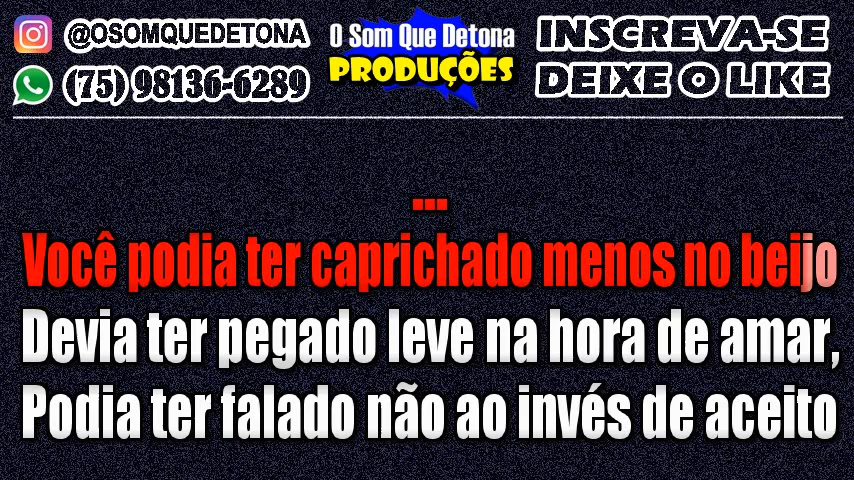 @OSOMQUEDETONA
(75) 98136-6289
O Som Que Detona
PRODUÇÕES
INSCREVA-SE
DEIXE O LIKE
...
Você podia ter caprichado menos no beijo
Devia ter pegado leve na hora de amar,
Podia ter falado não ao invés de aceito